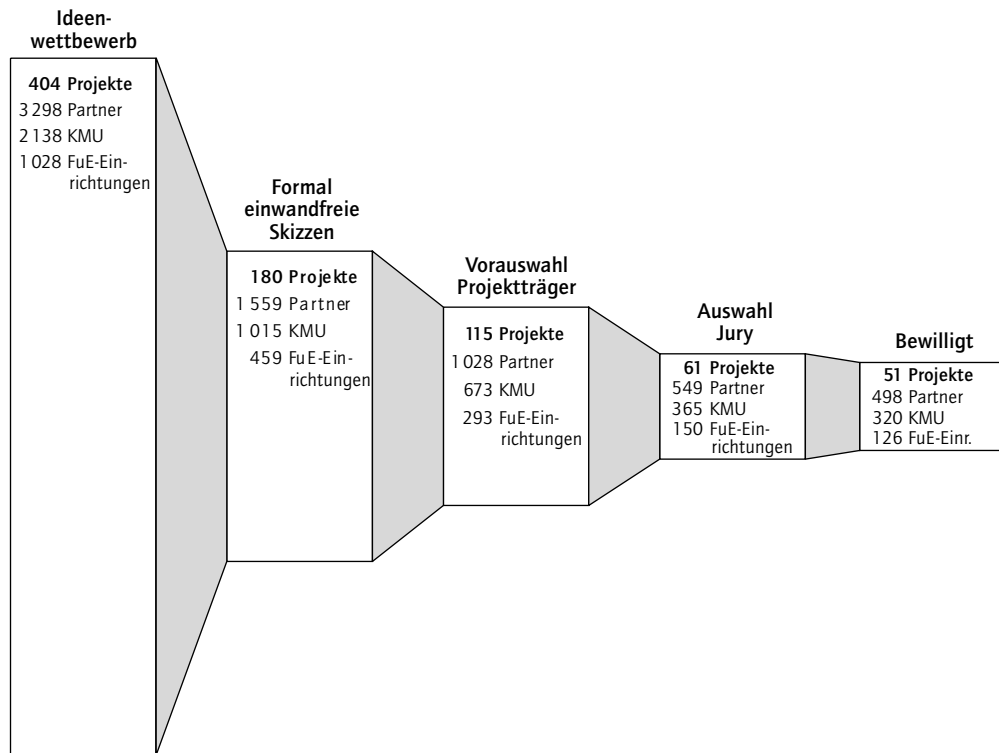 Ideen-
wettbewerb
404 Projekte
3 298 Partner
2 138 KMU
1 028 FuE-Ein-
richtungen
Formal
einwandfreie
Skizzen
180 Projekte
1 559 Partner
1 015 KMU
459 FuE-Ein-
richtungen
Vorauswahl
Projektträger
115 Projekte
1 028 Partner
673 KMU
293 FuE-Ein-
richtungen
Auswahl
Jury
61 Projekte
549 Partner
365 KMU
150 FuE-Ein-
richtungen
Bewilligt
51 Projekte
498 Partner
320 KMU
126 FuE-Einr.